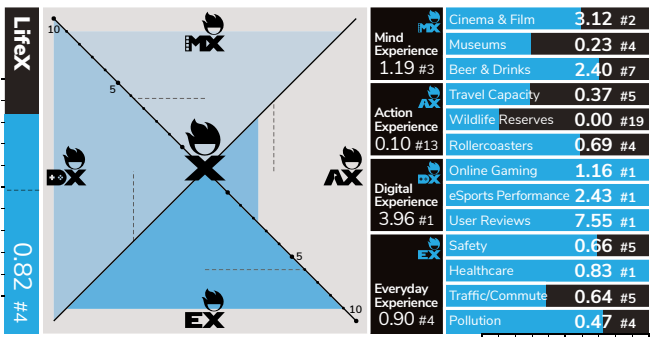 LifeX
0.82 #4
10
5
MX
X
DX
AX
5
EX
10
MX
Mind
Experience
1.19 #3
AX
Action
Experience
0.10 #13
DX
Digital
Experience
3.96 #1
EX
Everyday
Experience
0.90 #4
Cinema & Film 3.12 #2
Museums 0.23 #4
Beer & Drinks 2.40 #7
Travel Capacity 0.37 #5
Wildlife Reserves 0.00 #19
Rollercoasters 0.69 #4
Online Gaming 1.16 #1
eSports Performance 2.43 #1
User Reviews 7.55 #1
Safety 0.66 #5
Healthcare 0.83 #1
Traffic/Commute 0.64 #5
Pollution 0.47 #4